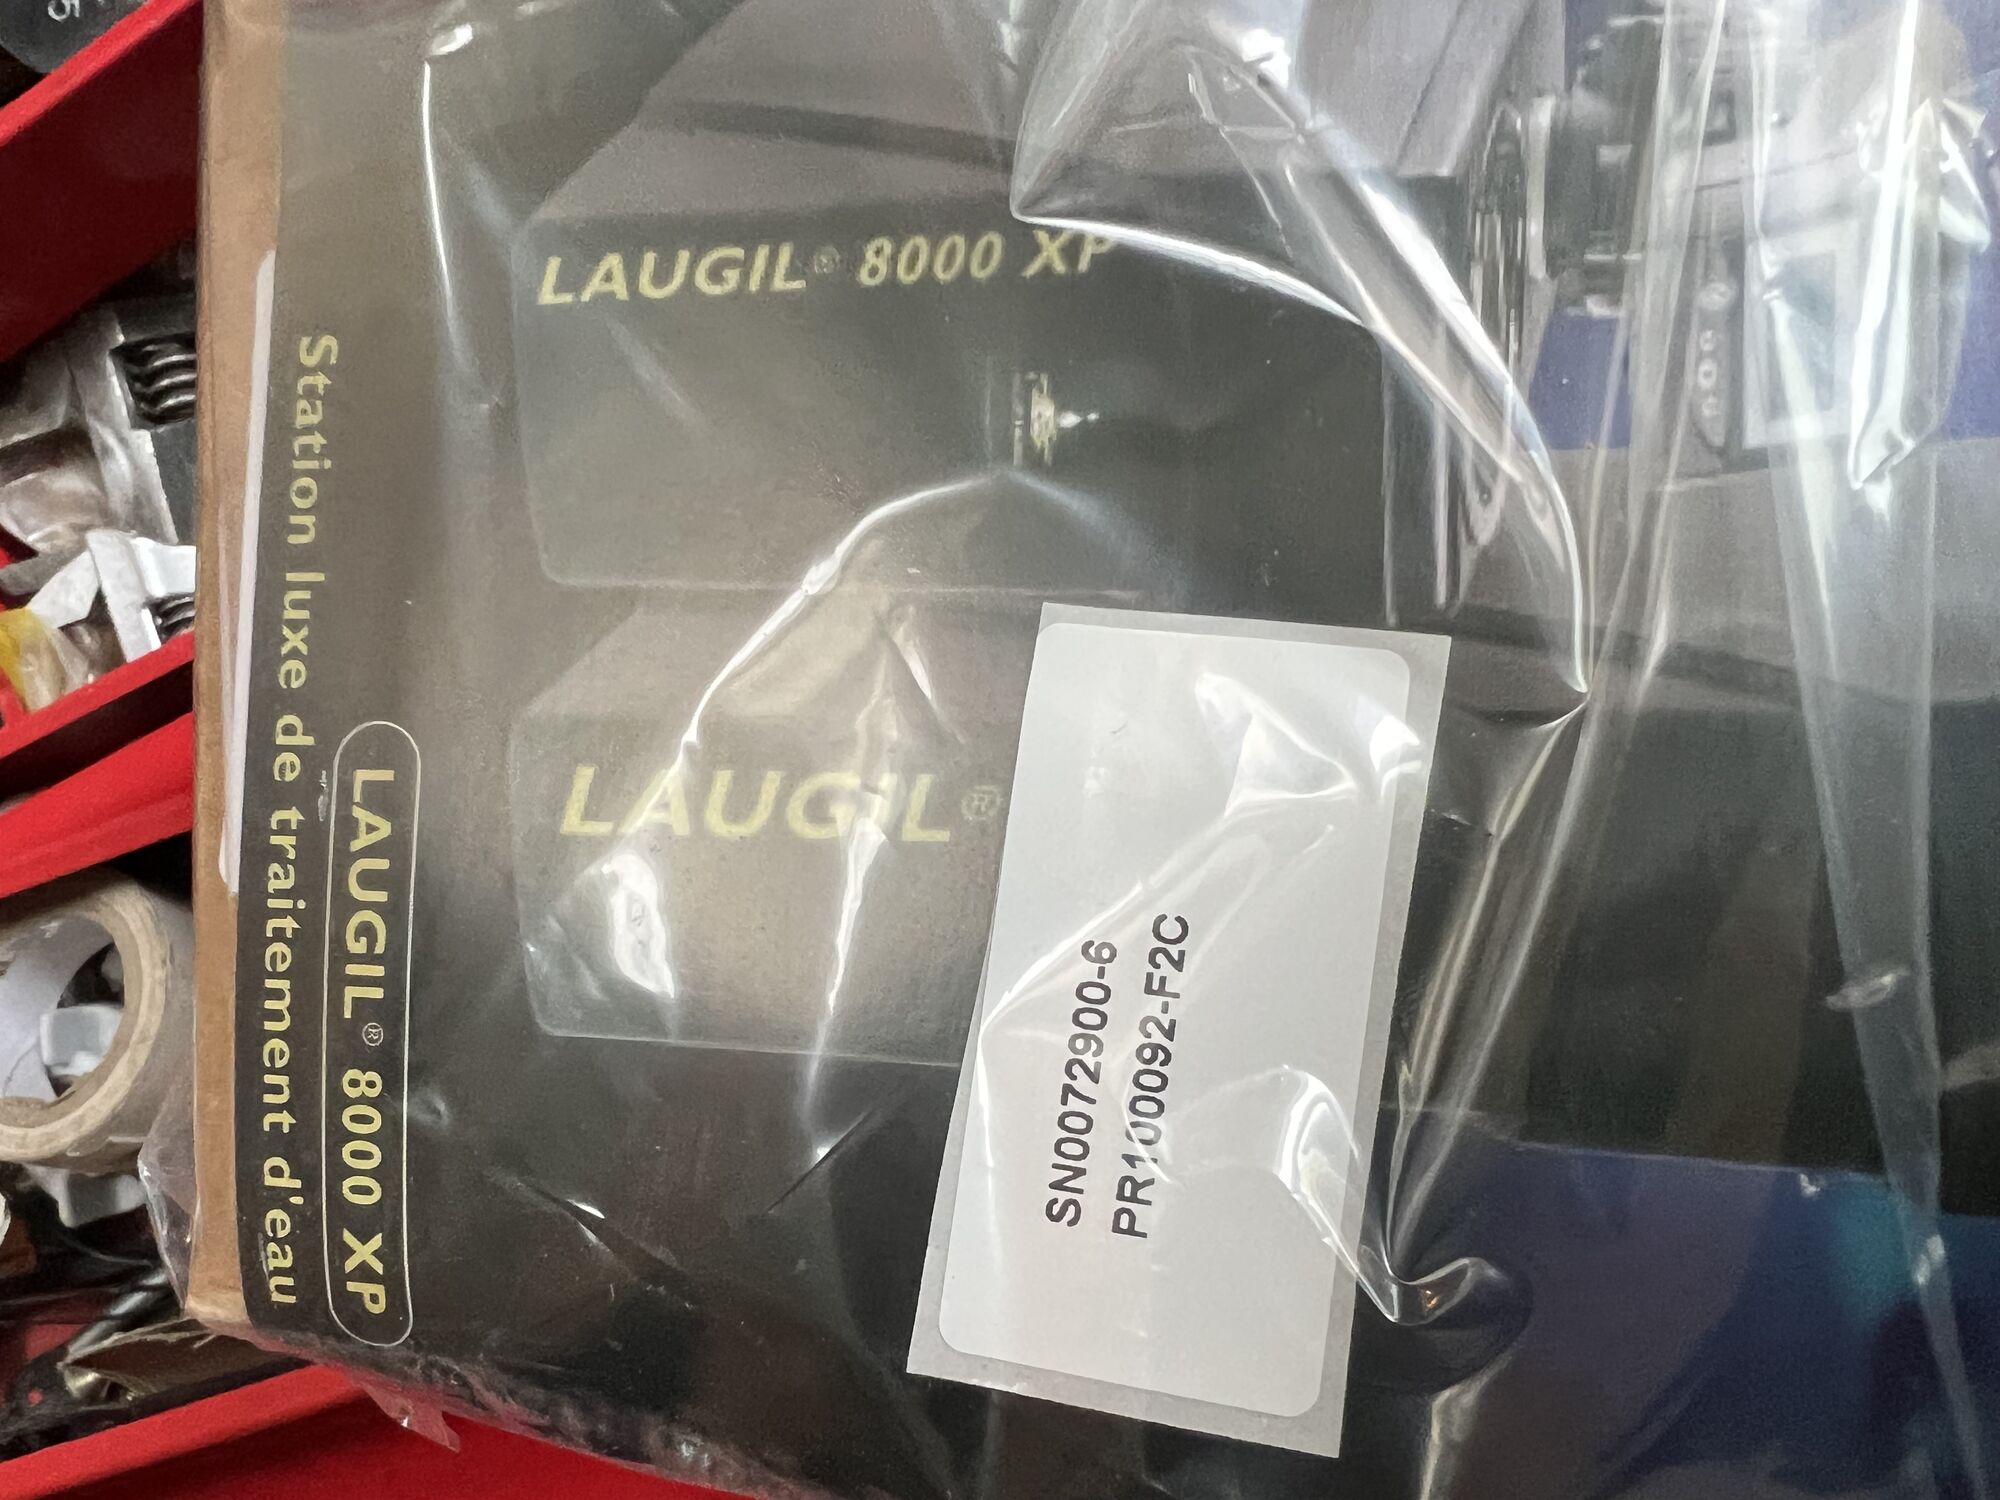 LAUGIL® 8000 XP
LAUGIL®
Station luxe de traitement d'eau
LAUGIL® 8000 XP
SN0072900-6
PR100092-F2C